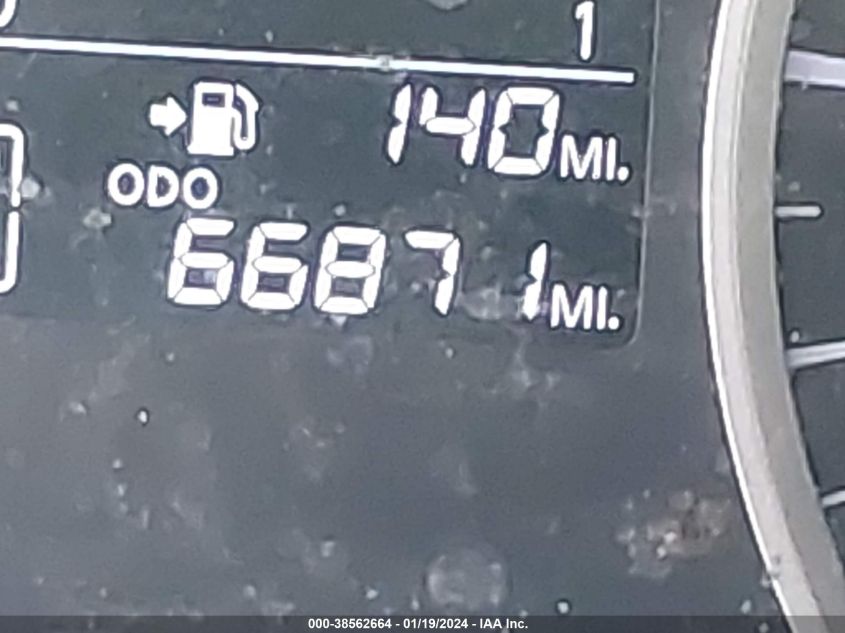 1
140 MI.
ODO
66871 MI.
000-38562664 - 01/19/2024 - IAA Inc.